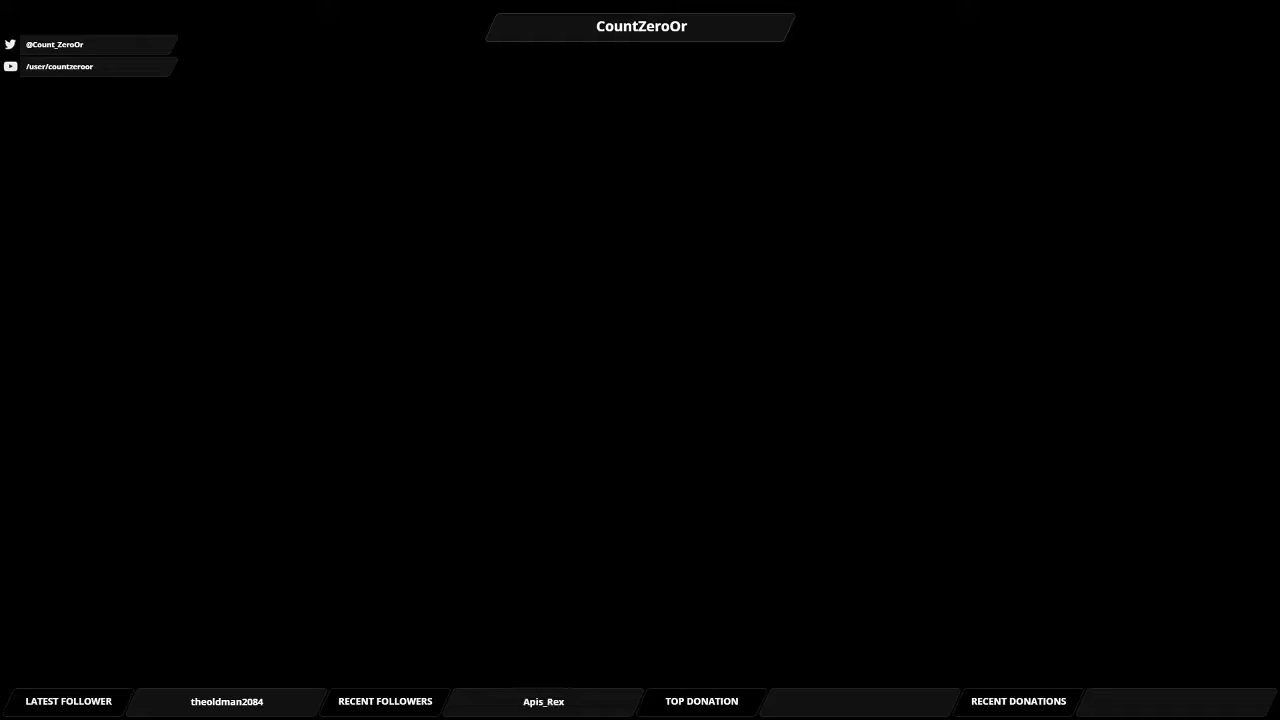 CountZeroOr
@Count_ZeroOr
/user/countzeroor
LATEST FOLLOWER theoldman2084 RECENT FOLLOWERS Apis_Rex TOP DONATION RECENT DONATIONS